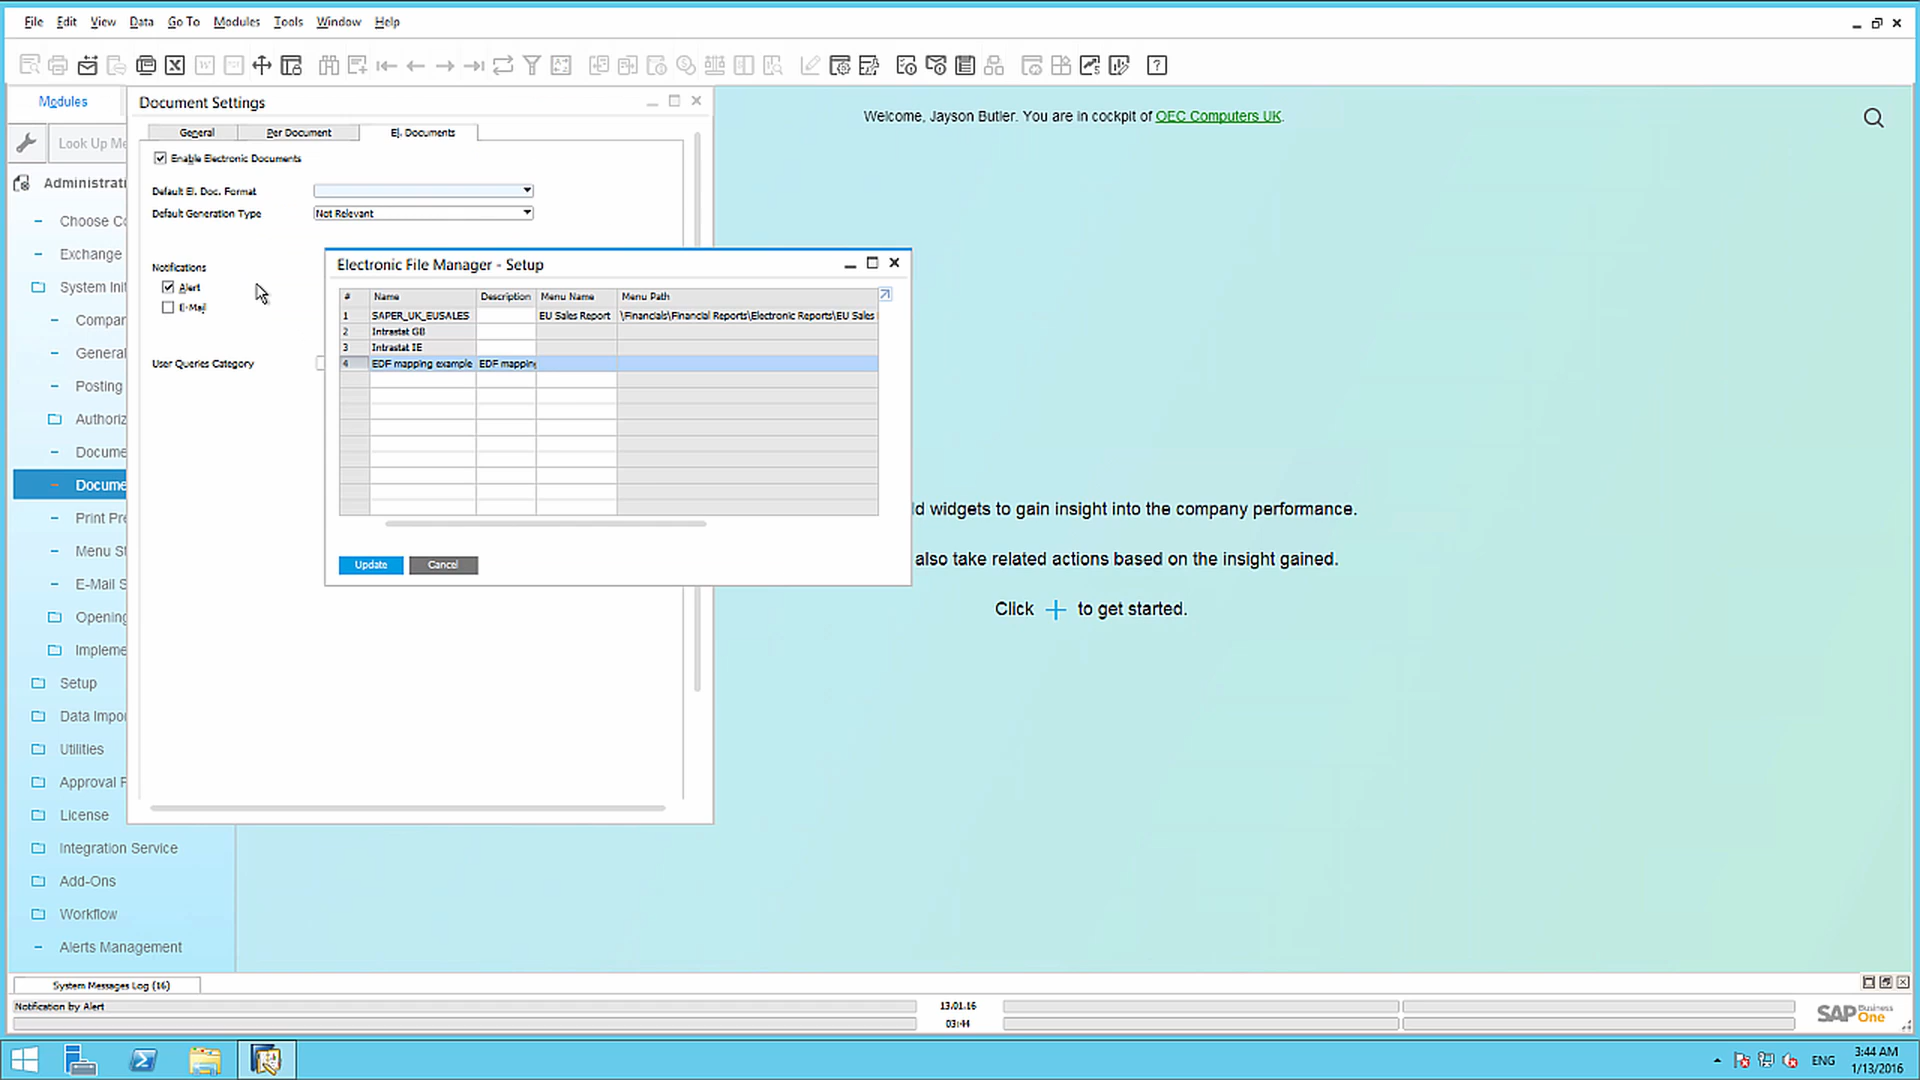 File Edit View Data Go To Modules Tools Window Help
Modules
Document Settings
Welcome, Jayson Butler. You are in cockpit of OEC Computers UK.
General Per Document El. Documents
Look Up Me
Enable Electronic Documents
Administrati
Default El. Doc. Format
Default Generation Type Not Relevant
Choose Co
Exchange
System Init
Compan
General
Posting
Authoriz
Docume
Docume
Print Pre
Menu St
E-Mail S
Opening
Impleme
Setup
Data Impo
Utilities
Approval P
License
Integration Service
Add-Ons
Workflow
Alerts Management
Notifications
Alert
E-Mail
User Queries Category
Electronic File Manager - Setup
# Name Description Menu Name Menu Path
1 SAPER_UK_EUSALES EU Sales Report \Financials\Financial Reports\Electronic Reports\EU Sales
2 Intrastat GB
3 Intrastat IE
4 EDF mapping example EDF mapping
Update Cancel
d widgets to gain insight into the company performance.
also take related actions based on the insight gained.
Click + to get started.
System Messages Log (16)
Notification by Alert
13.01.16
03:44
SAP Business One
ENG
3:44 AM
1/13/2016